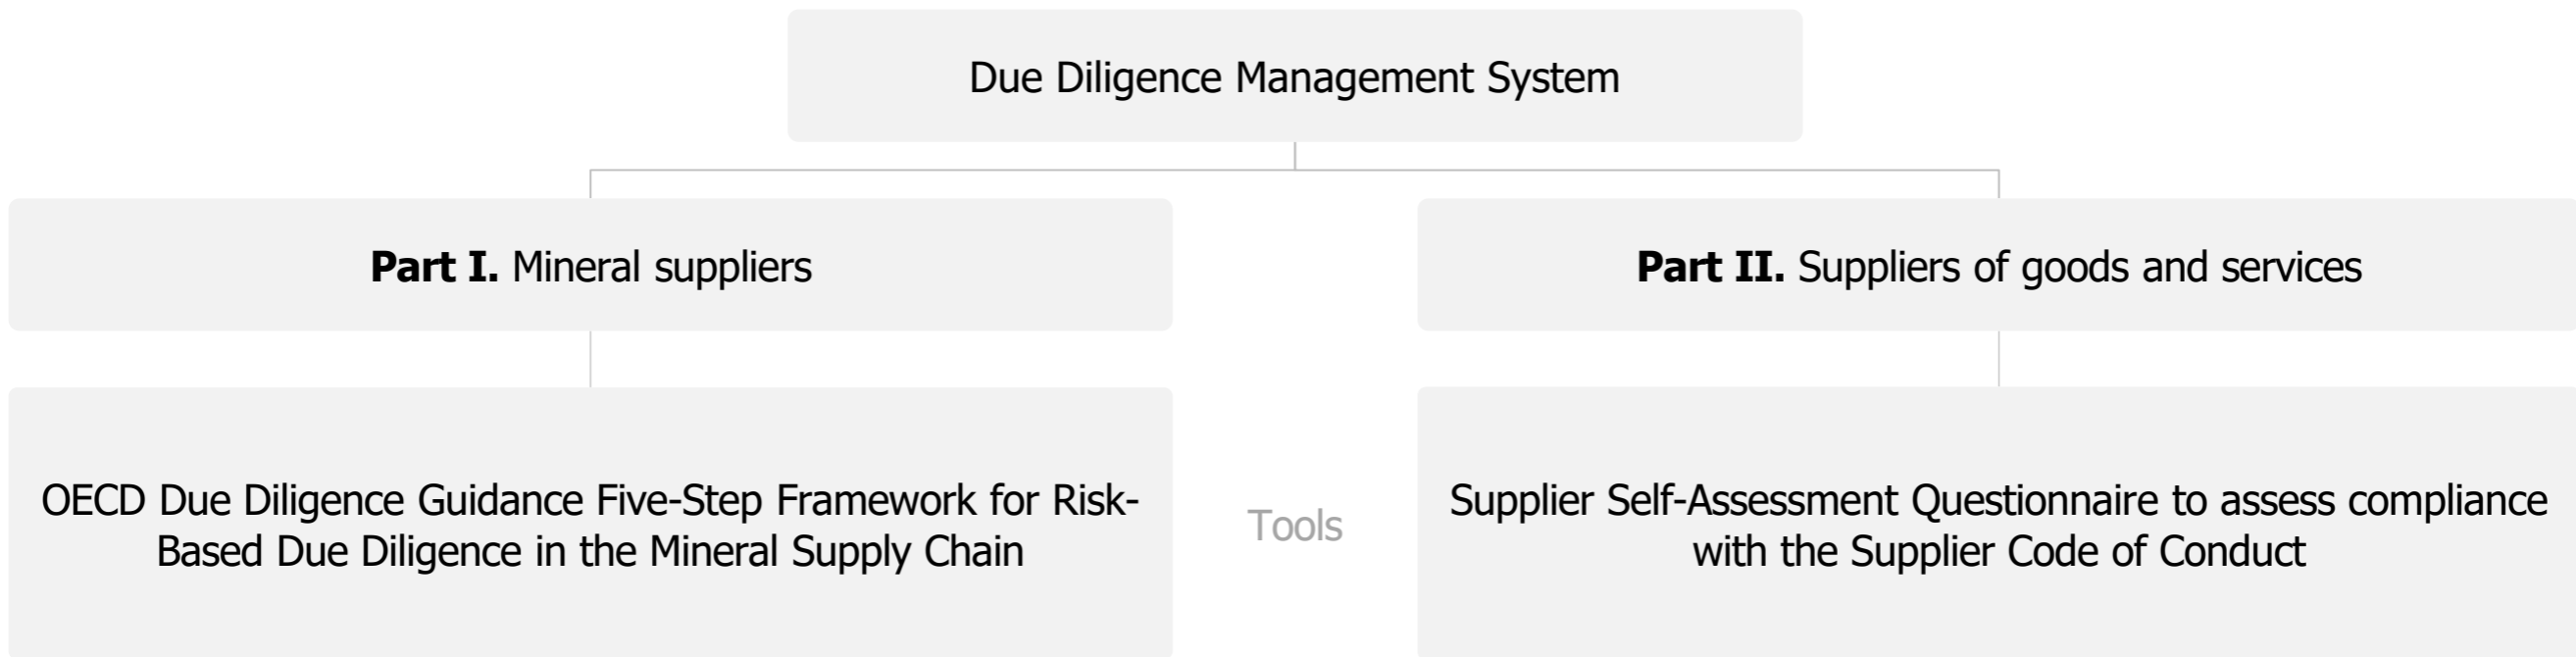 Due Diligence Management System
Part I. Mineral suppliers
Part II. Suppliers of goods and services
OECD Due Diligence Guidance Five-Step Framework for Risk-
Based Due Diligence in the Mineral Supply Chain
Tools
Supplier Self-Assessment Questionnaire to assess compliance
with the Supplier Code of Conduct